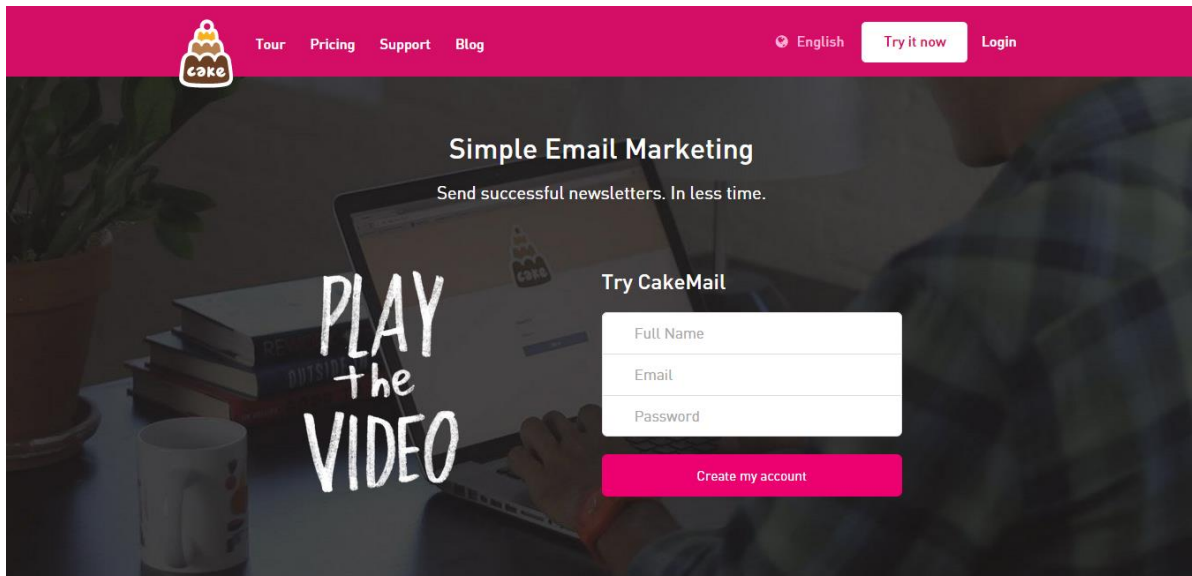 cake
Tour
Pricing
Support
Blog
English
Try it now
Login
Simple Email Marketing
Send successful newsletters. In less time.
cake
PLAY
the
VIDEO
Try CakeMail
Full Name
Email
Password
Create my account